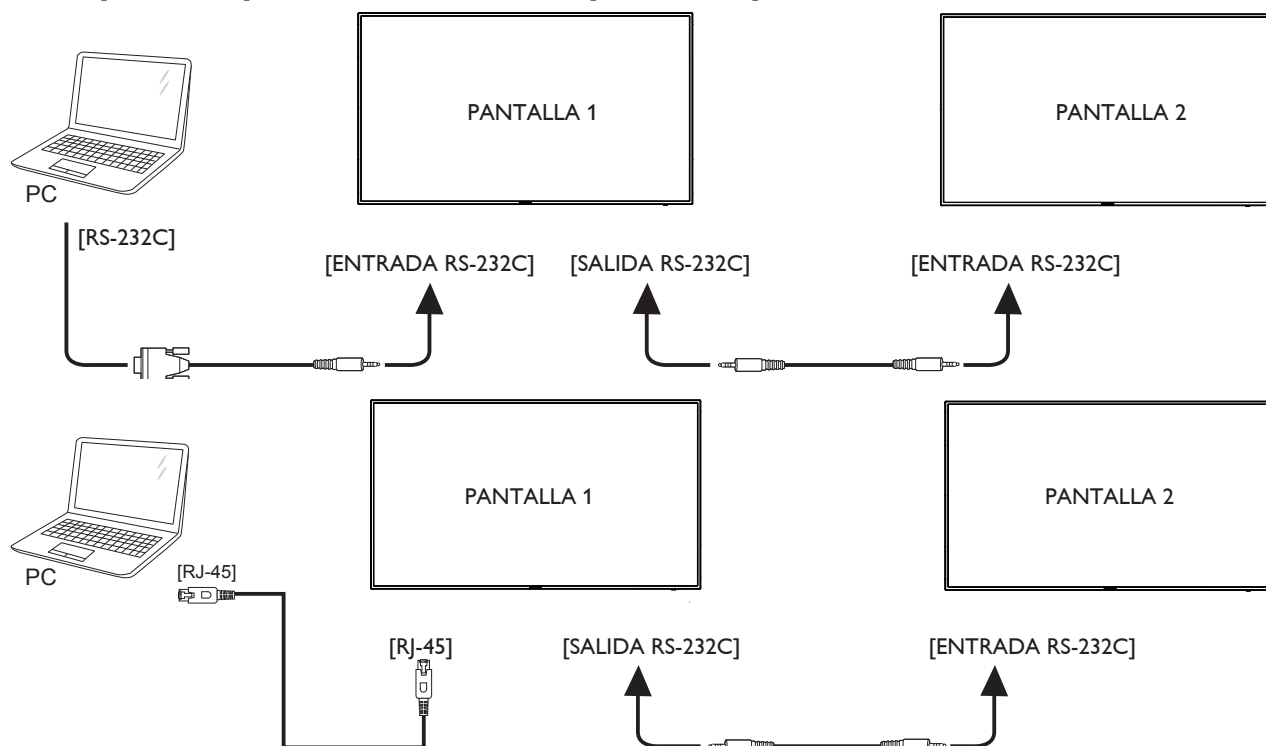 PANTALLA 1
PANTALLA 2
PC
[RS-232C]
[ENTRADA RS-232C]
[SALIDA RS-232C]
[ENTRADA RS-232C]
PANTALLA 1
PANTALLA 2
PC
[RJ-45]
[RJ-45]
[SALIDA RS-232C]
[ENTRADA RS-232C]